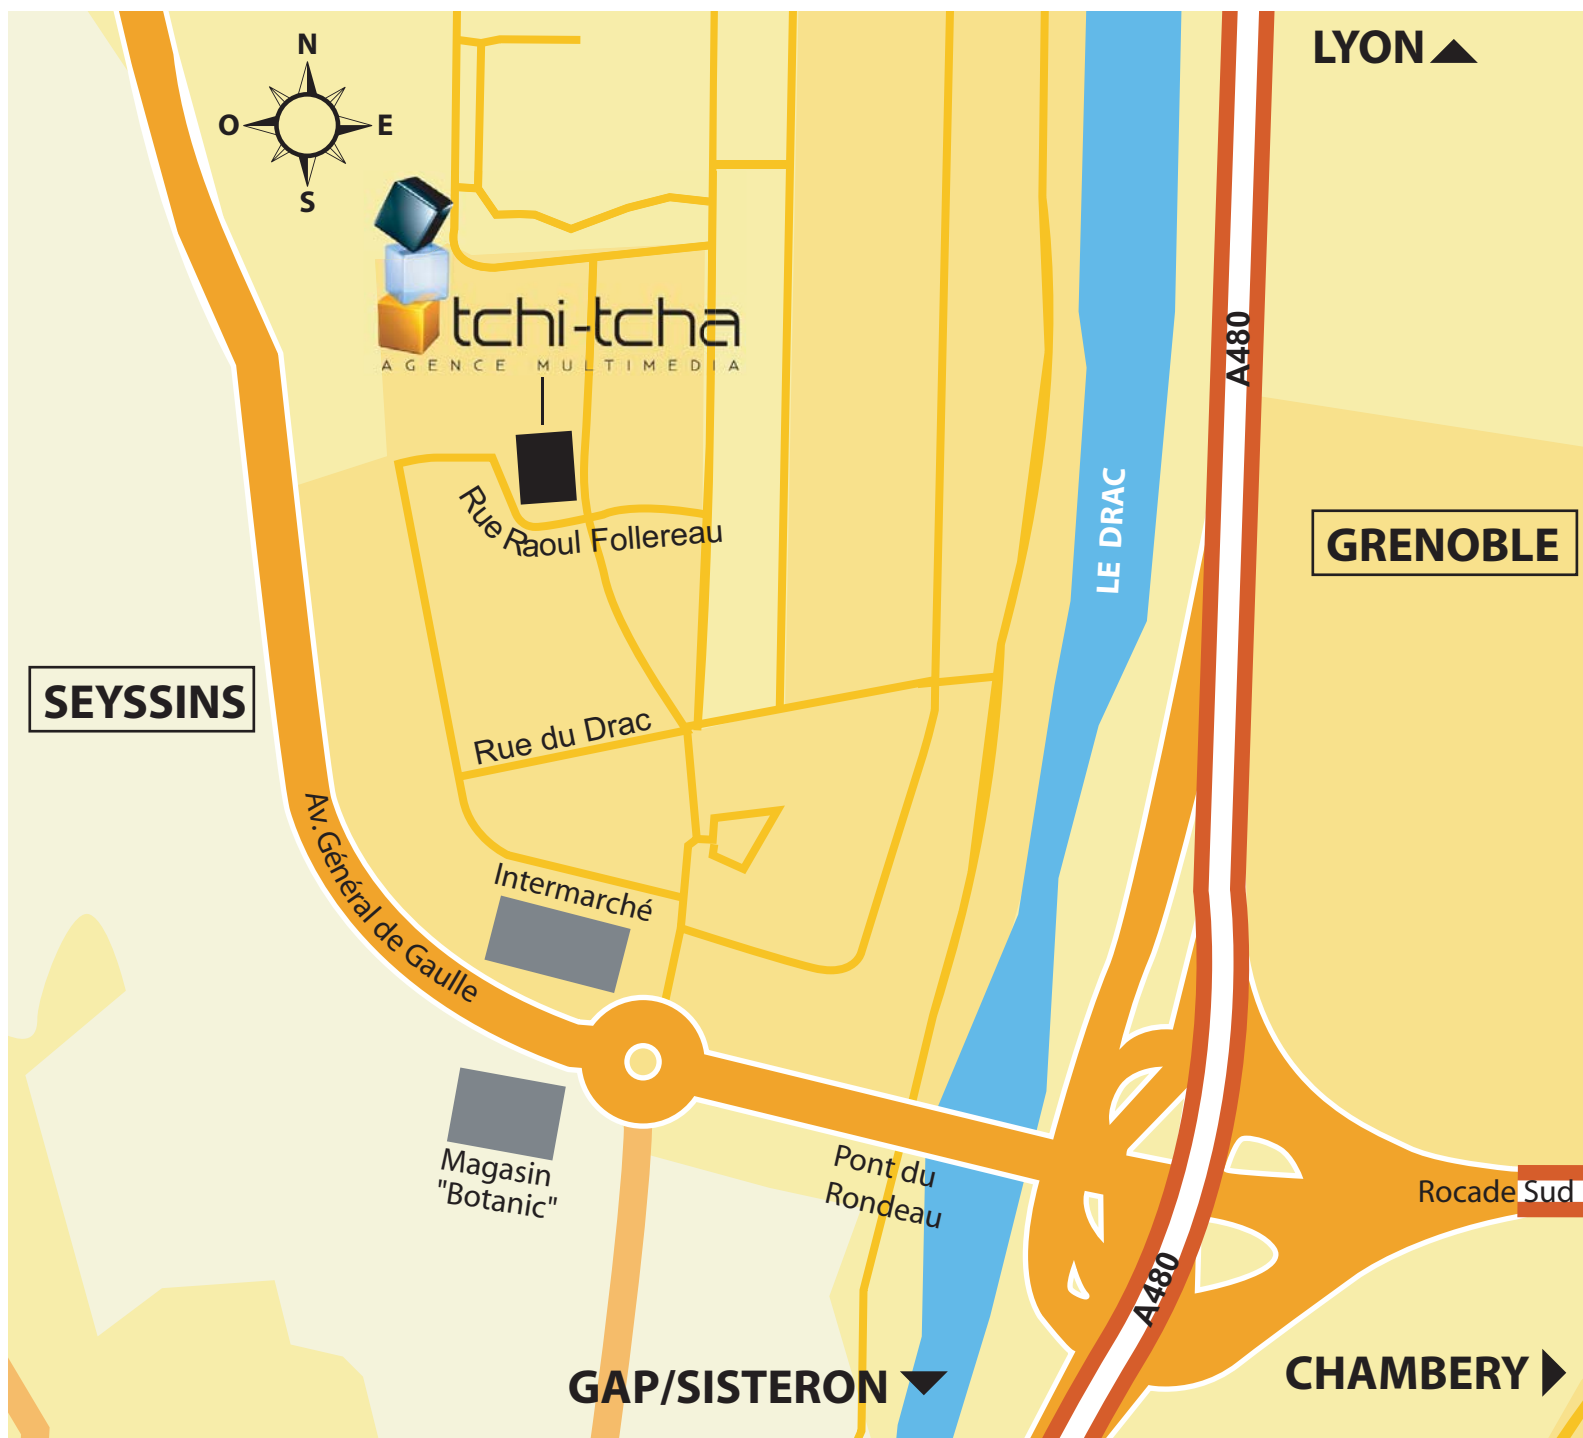 N
LYON
O
E
S
tchi-tcha
AGENCE MULTIMEDIA
A480
LE DRAC
Rue Raoul Follereau
GRENOBLE
SEYSSINS
Rue du Drac
Av. Général de Gaulle
Intermarché
Magasin
"Botanic"
Pont du
Rondeau
Rocade Sud
A480
GAP/SISTERON
CHAMBERY